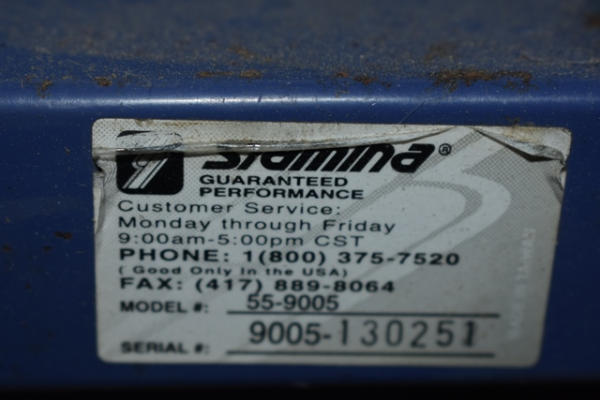 Stamina®
GUARANTEED
PERFORMANCE
Customer Service:
Monday through Friday
9:00am-5:00pm CST
PHONE: 1(800) 375-7520
( Good Only in the USA)
FAX: (417) 889-8064
MODEL #: 55-9005
SERIAL #: 9005-130251